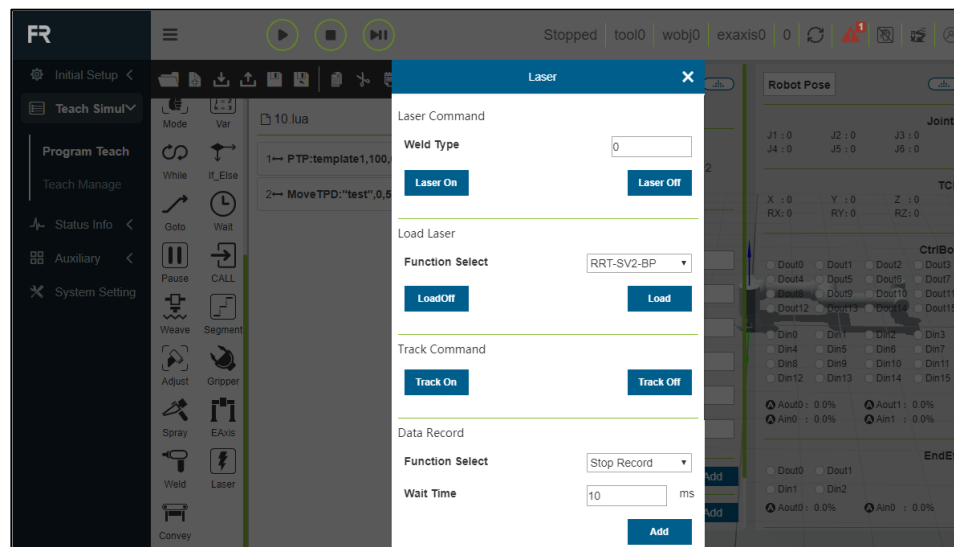 FR
Stopped tool0 wobj0 exaxis0 0 1
Initial Setup
Teach Simul
Program Teach
Teach Manage
Status Info
Auxiliary
System Setting
Mode Var
While If_Else
Goto Wait
Pause CALL
Weave Segment
Adjust Gripper
Spray EAxis
Weld Laser
Convey
10.lua
1 PTP:template1,100,
2 MoveTPD:"test",0,5
Laser
Laser Command
Weld Type 0
Laser On Laser Off
Load Laser
Function Select RRT-SV2-BP
LoadOff Load
Track Command
Track On Track Off
Data Record
Function Select Stop Record
Wait Time 10 ms
Add
2
Add
Add
Robot Pose
Joint
J1 : 0 J2 : 0 J3 : 0
J4 : 0 J5 : 0 J6 : 0
X : 0 Y : 0 Z : 0
RX: 0 RY: 0 RZ: 0
CtrlBo
Dout0 Dout1 Dout2 Dout3
Dout4 Dout5 Dout6 Dout7
Dout8 Dout9 Dout10 Dout11
Dout12 Dout13 Dout14 Dout15
Din0 Din1 Din2 Din3
Din4 Din5 Din6 Din7
Din8 Din9 Din10 Din11
Din12 Din13 Din14 Din15
Aout0 : 0.0% Aout1 : 0.0%
Ain0 : 0.0% Ain1 : 0.0%
EndEf
Dout0 Dout1
Din1 Din2
Aout0 : 0.0% Ain0 : 0.0%